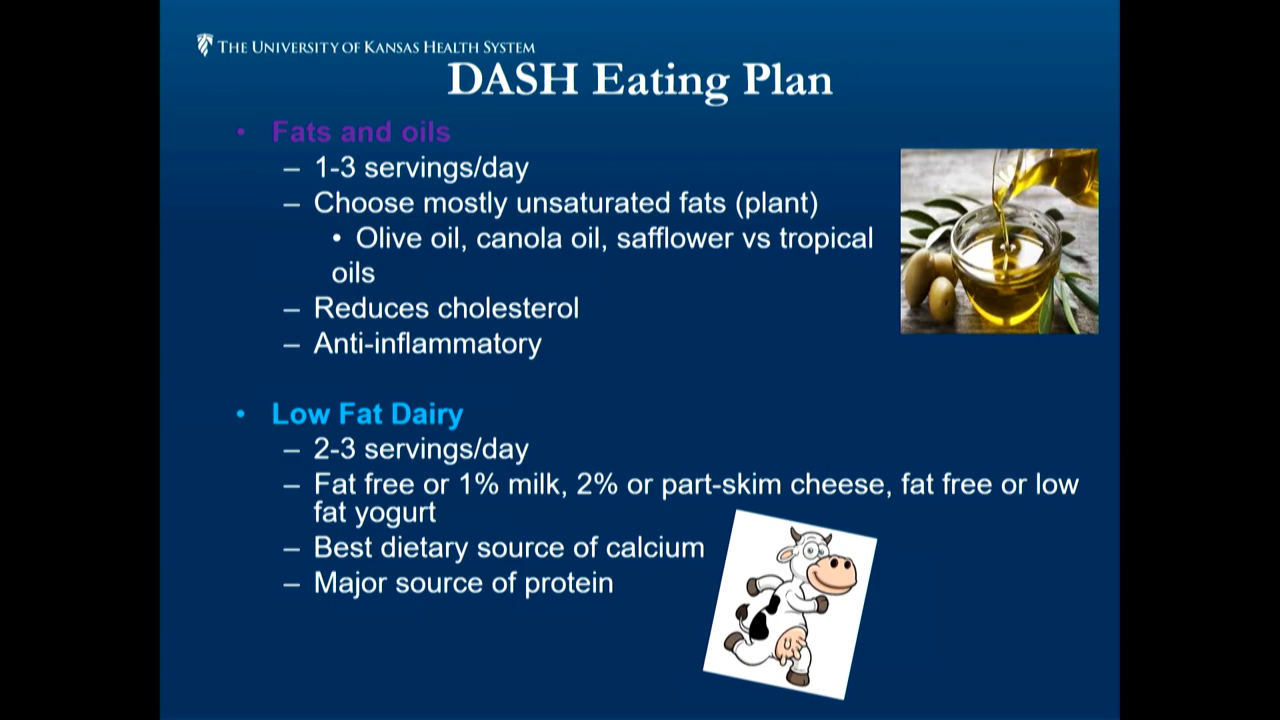 THE UNIVERSITY OF KANSAS HEALTH SYSTEM
DASH Eating Plan
• Fats and oils
– 1-3 servings/day
– Choose mostly unsaturated fats (plant)
• Olive oil, canola oil, safflower vs tropical
oils
– Reduces cholesterol
– Anti-inflammatory
• Low Fat Dairy
– 2-3 servings/day
– Fat free or 1% milk, 2% or part-skim cheese, fat free or low
fat yogurt
– Best dietary source of calcium
– Major source of protein